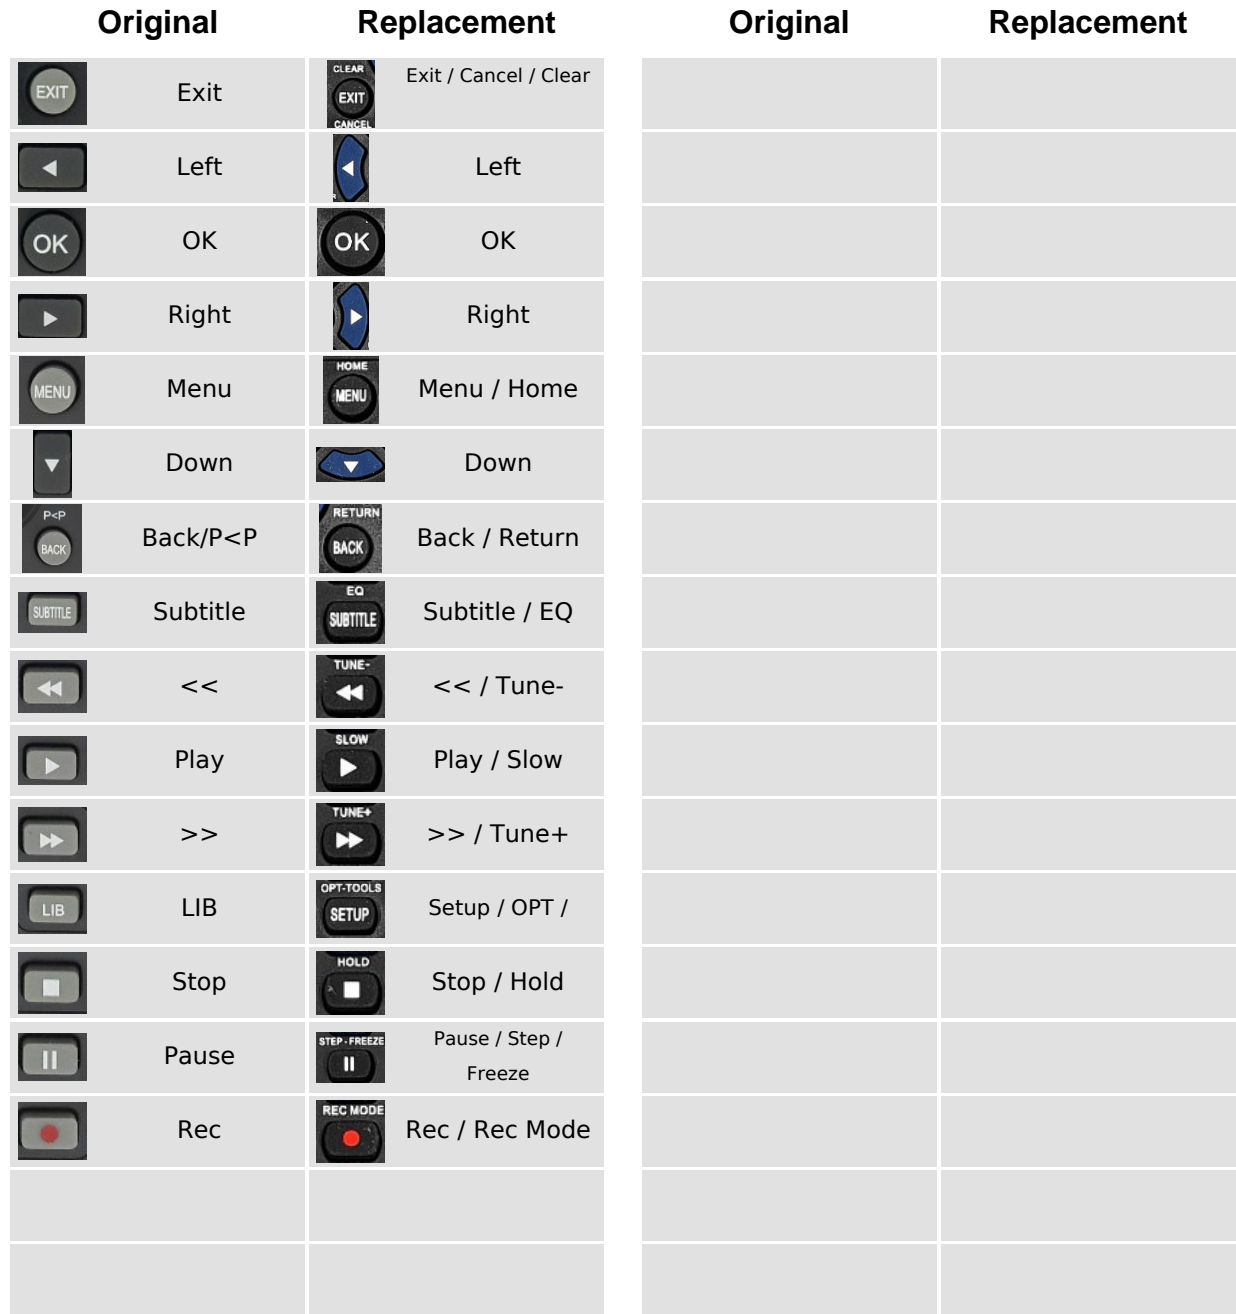 Original Replacement Original Replacement
EXIT Exit CLEAR EXIT CANCEL Exit / Cancel / Clear
Left Left
OK OK OK OK
Right Right
MENU Menu HOME MENU Menu / Home
Down Down
P<P BACK Back/P<P RETURN BACK Back / Return
SUBTITLE Subtitle EQ SUBTITLE Subtitle / EQ
<< TUNE- << / Tune-
Play SLOW Play / Slow
>> TUNE+ >> / Tune+
LIB LIB OPT-TOOLS SETUP Setup / OPT /
Stop HOLD Stop / Hold
Pause STEP-FREEZE Pause / Step /
Freeze
Rec REC MODE Rec / Rec Mode